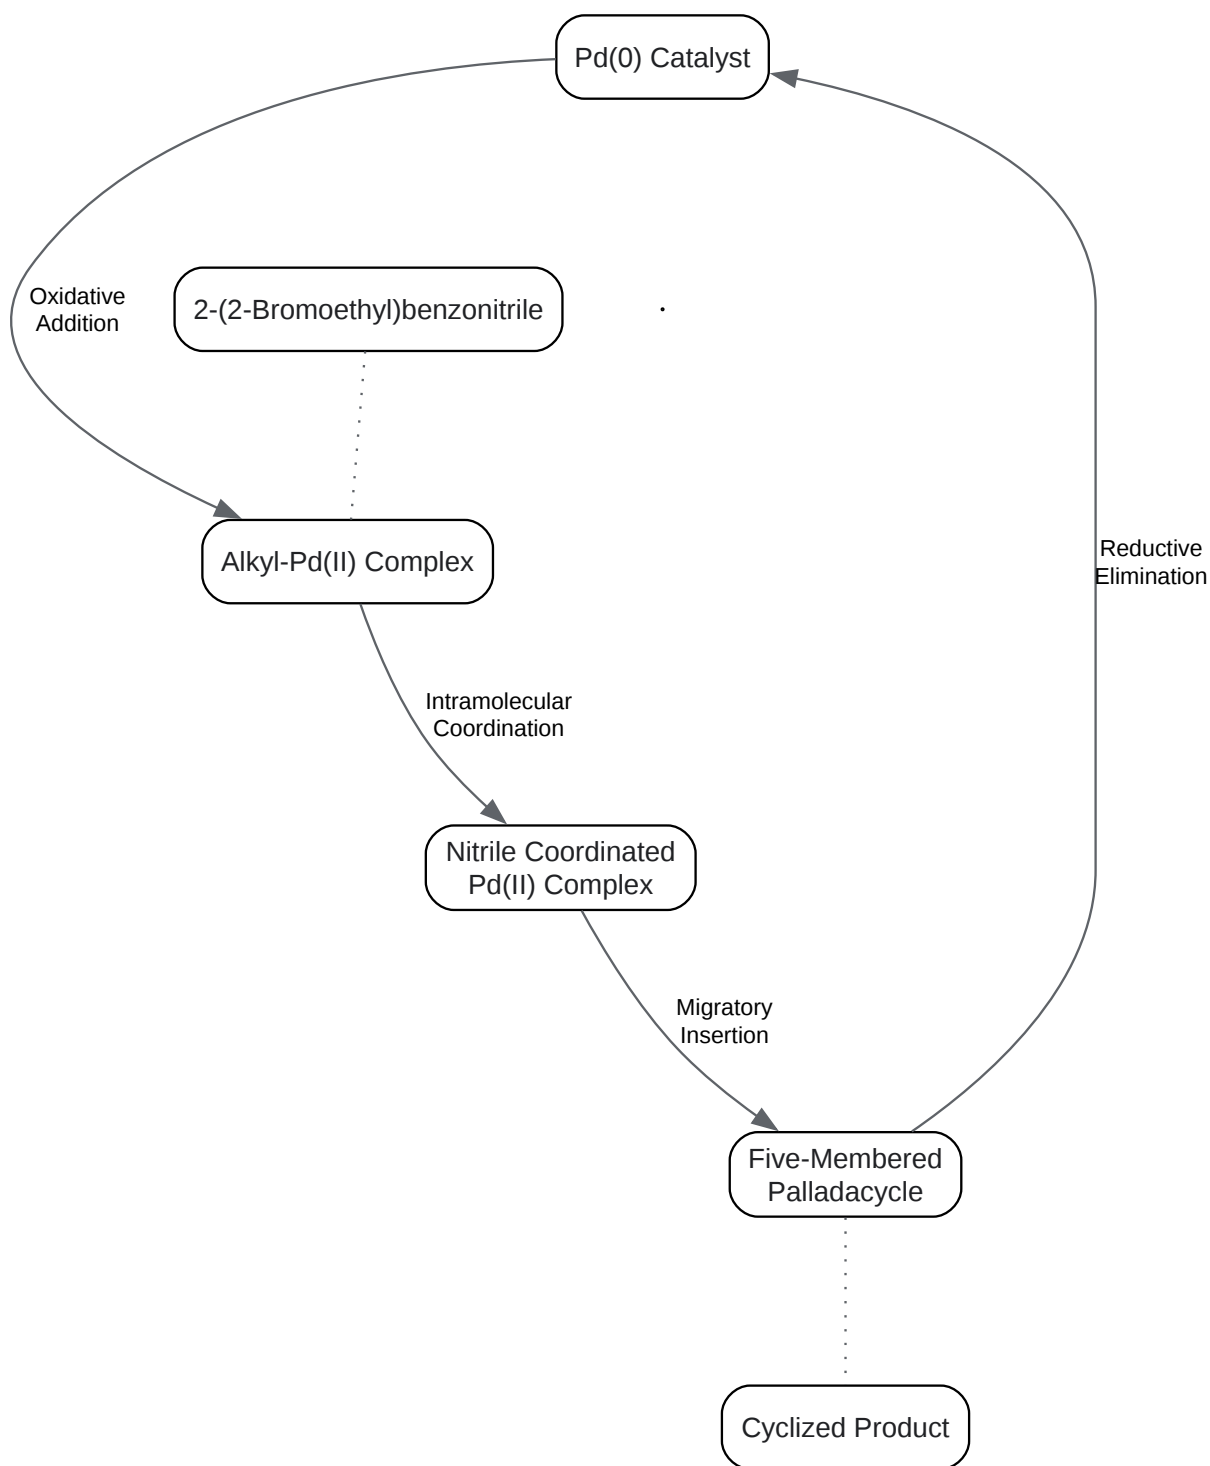 Pd(0) Catalyst
Oxidative
Addition
2-(2-Bromoethyl)benzonitrile
Alkyl-Pd(II) Complex
Reductive
Elimination
Intramolecular
Coordination
Nitrile Coordinated
Pd(II) Complex
Migratory
Insertion
Five-Membered
Palladacycle
Cyclized Product